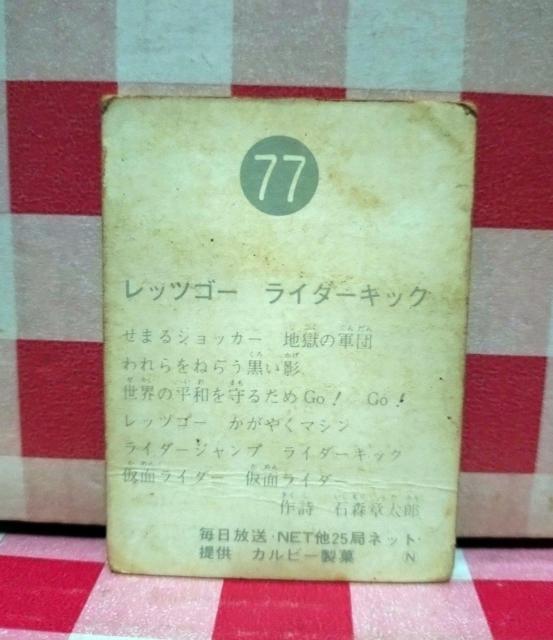 77
レッツゴー　ライダーキック
せまるショッカー　地獄の軍団
われらをねらう黒い影
世界の平和を守るためGo!　Go!
レッツゴー　かがやくマシン
ライダージャンプ　ライダーキック
仮面ライダー　仮面ライダー
作詩　石森章太郎
毎日放送・NET他25局ネット
提供　カルビー製菓　N